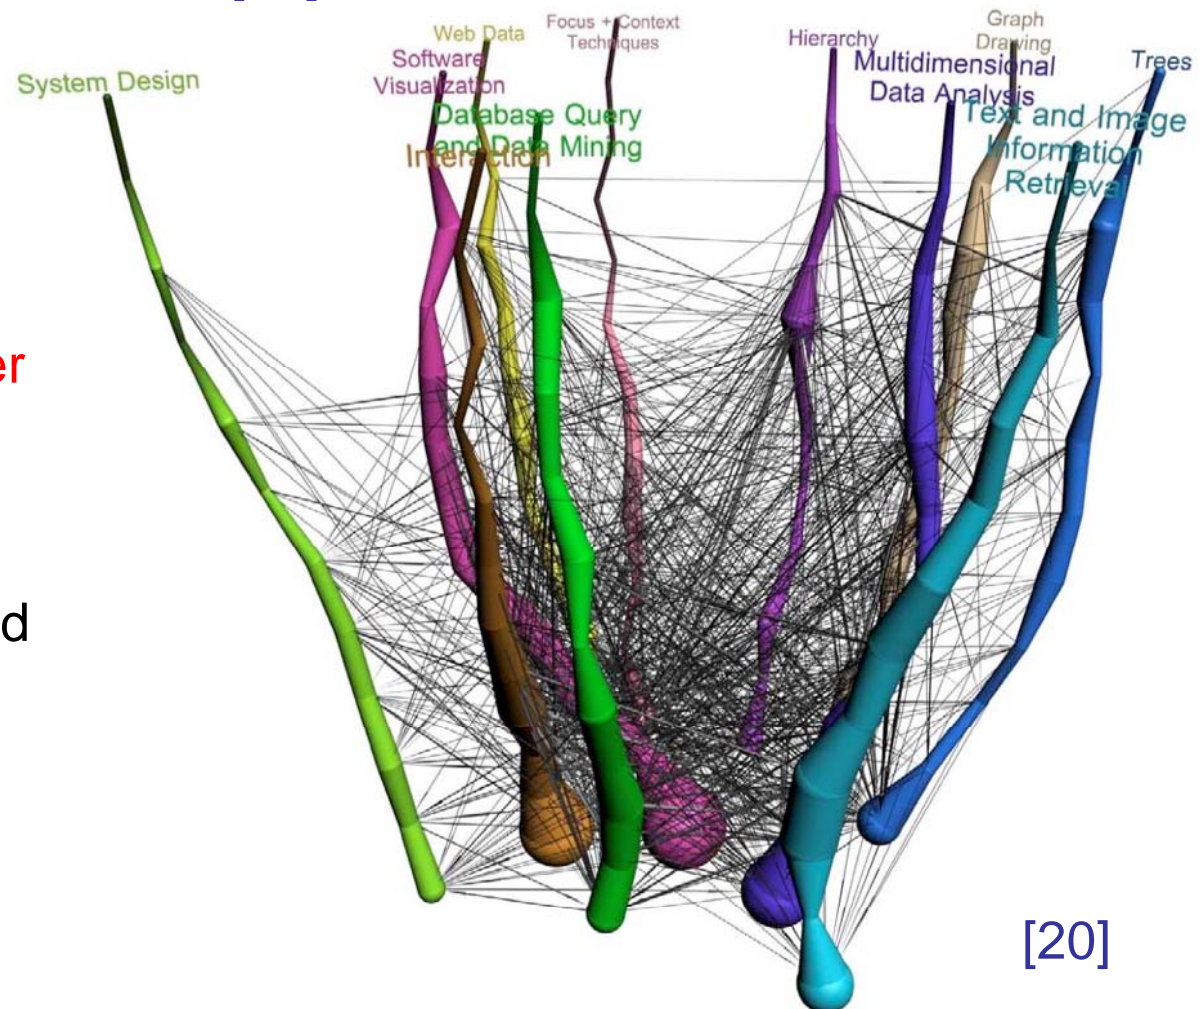 Focus + Context
Techniques
Web Data
Graph
Drawing
Hierarchy
Software
Visualization
Multidimensional
Data Analysis
Trees
System Design
Database Query
and Data Mining
Interaction
Text and Image
Information
Retrieval
er
d
[20]